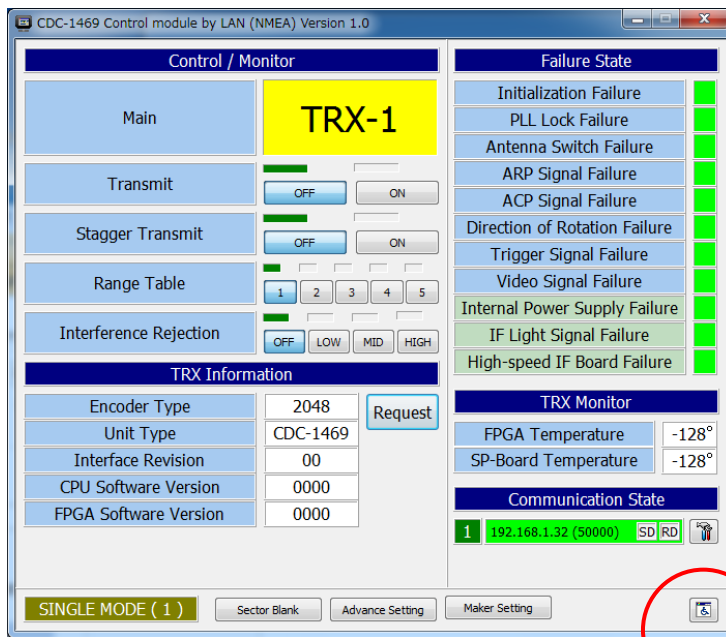 CDC-1469 Control module by LAN (NMEA) Version 1.0
Control / Monitor
Main
TRX-1
Transmit
OFF ON
Stagger Transmit
OFF ON
Range Table
1 2 3 4 5
Interference Rejection
OFF LOW MID HIGH
TRX Information
Encoder Type 2048 Request
Unit Type CDC-1469
Interface Revision 00
CPU Software Version 0000
FPGA Software Version 0000
Failure State
Initialization Failure
PLL Lock Failure
Antenna Switch Failure
ARP Signal Failure
ACP Signal Failure
Direction of Rotation Failure
Trigger Signal Failure
Video Signal Failure
Internal Power Supply Failure
IF Light Signal Failure
High-speed IF Board Failure
TRX Monitor
FPGA Temperature -128°
SP-Board Temperature -128°
Communication State
1 192.168.1.32 (50000) SD RD
SINGLE MODE ( 1 ) Sector Blank Advance Setting Maker Setting